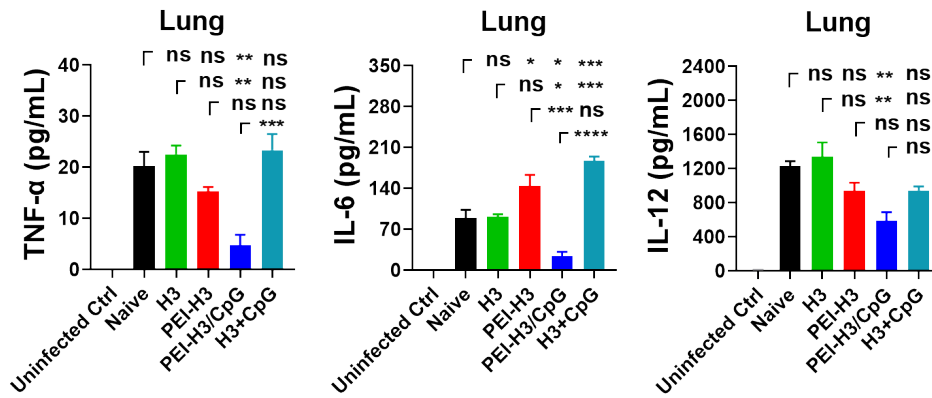 Lung
TNF-α (pg/mL)
40
30
20
10
0
ns ns ** ns
ns ** ns
ns ns
***
Uninfected Ctrl
Naive
H3
PEI-H3
PEI-H3/CpG
H3+CpG
Lung
IL-6 (pg/mL)
350
280
210
140
70
0
ns * * ***
ns * ***
*** ns
****
Uninfected Ctrl
Naive
H3
PEI-H3
PEI-H3/CpG
H3+CpG
Lung
IL-12 (pg/mL)
2400
2000
1600
1200
800
400
0
ns ns ** ns
ns ** ns
ns ns
ns
Uninfected Ctrl
Naive
H3
PEI-H3
PEI-H3/CpG
H3+CpG